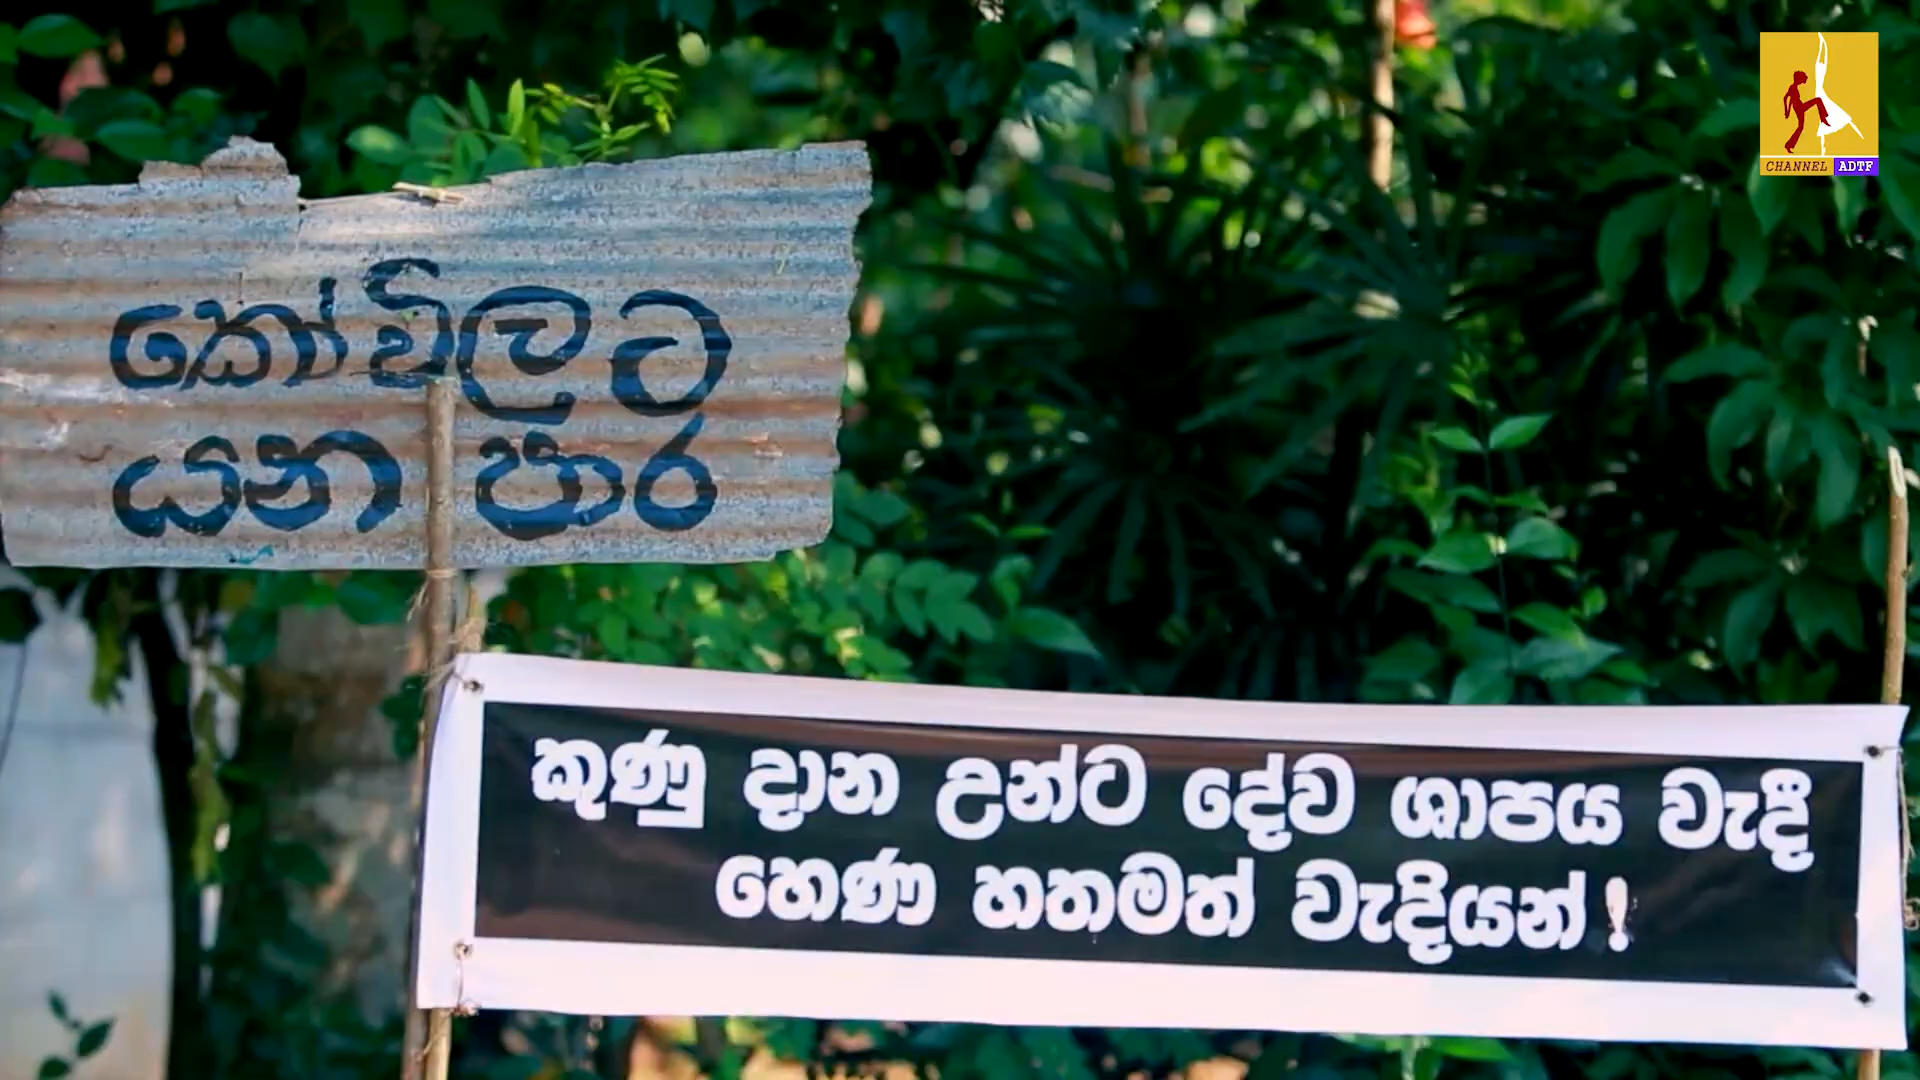 කෝවිලට
යන පාර
කුණු දාන උන්ට දේව ශාපය වැදී
හෙණ හතමත් වැදියන්!
CHANNEL ADTF